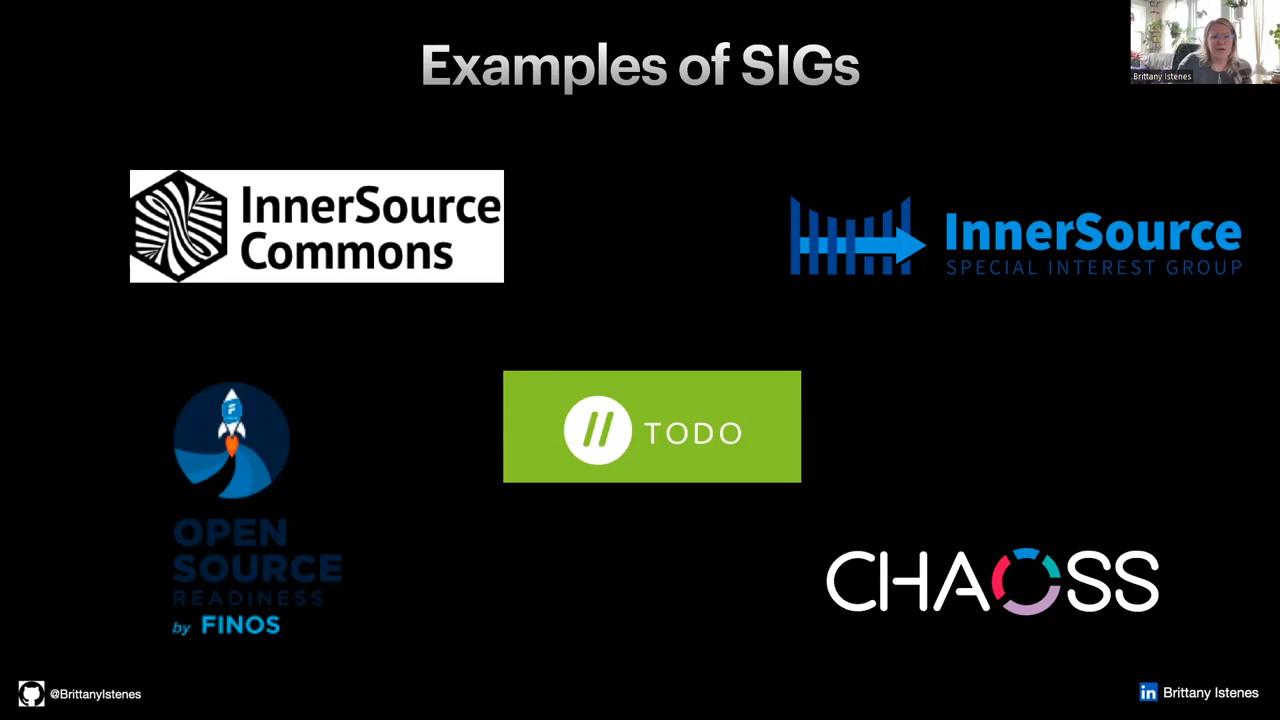 Examples of SIGs
Brittany Istenes
InnerSource
Commons
InnerSource
SPECIAL INTEREST GROUP
// TODO
OPEN
SOURCE
READINESS
by FINOS
CHAOSS
@BrittanyIstenes
in Brittany Istenes